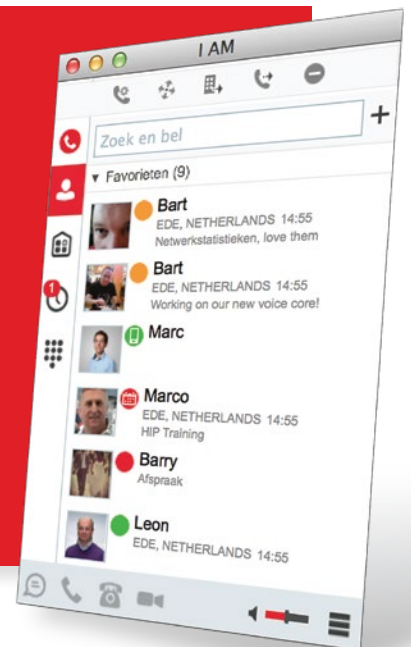 I AM
Zoek en bel
Favorieten (9)
Bart
EDE, NETHERLANDS 14:55
Netwerkstatistieken, love them
Bart
EDE, NETHERLANDS 14:55
Working on our new voice core!
1
Marc
Marco
EDE, NETHERLANDS 14:55
HIP Training
Barry
Afspraak
Leon
EDE, NETHERLANDS 14:55